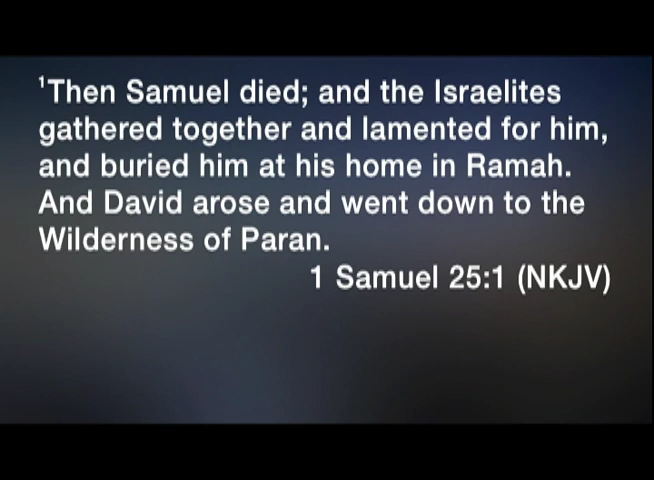 ¹Then Samuel died; and the Israelites
gathered together and lamented for him,
and buried him at his home in Ramah.
And David arose and went down to the
Wilderness of Paran.
1 Samuel 25:1 (NKJV)